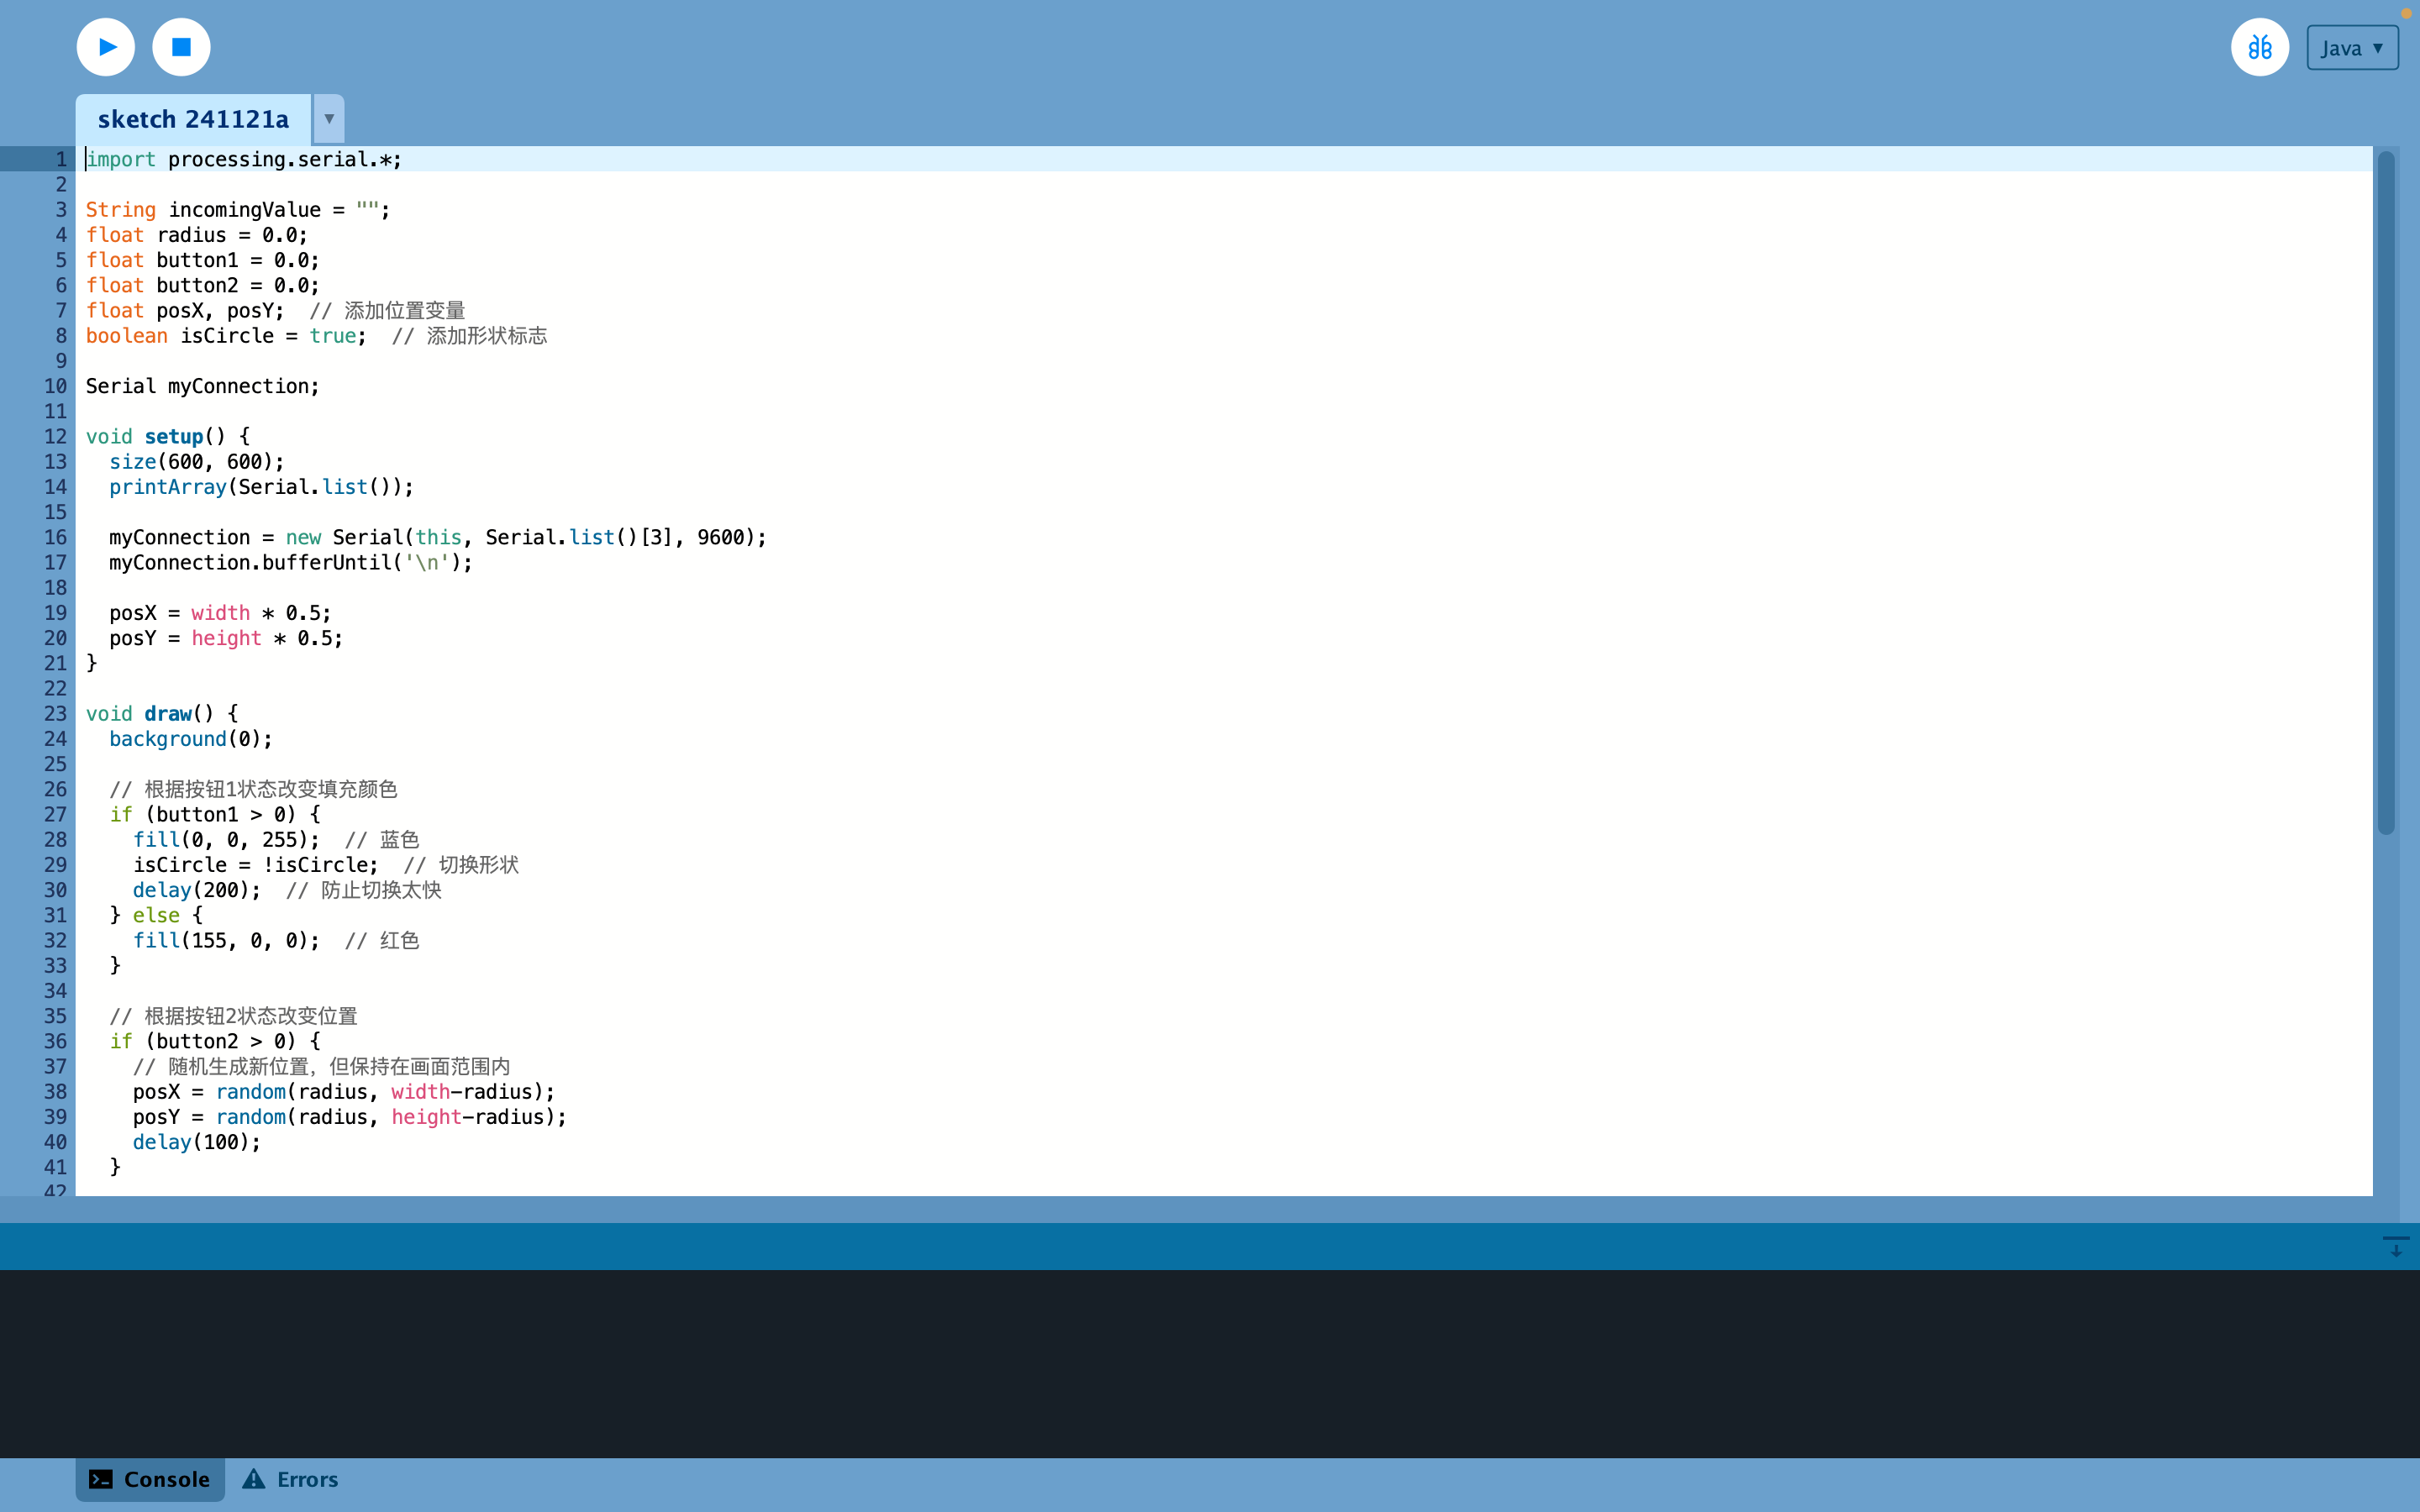 Java ▼
sketch 241121a ▼
1 import processing.serial.*;
2
3 String incomingValue = "";
4 float radius = 0.0;
5 float button1 = 0.0;
6 float button2 = 0.0;
7 float posX, posY;  // 添加位置变量
8 boolean isCircle = true;  // 添加形状标志
9
10 Serial myConnection;
11
12 void setup() {
13   size(600, 600);
14   printArray(Serial.list());
15
16   myConnection = new Serial(this, Serial.list()[3], 9600);
17   myConnection.bufferUntil('\n');
18
19   posX = width * 0.5;
20   posY = height * 0.5;
21 }
22
23 void draw() {
24   background(0);
25
26   // 根据按钮1状态改变填充颜色
27   if (button1 > 0) {
28     fill(0, 0, 255);  // 蓝色
29     isCircle = !isCircle;  // 切换形状
30     delay(200);  // 防止切换太快
31   } else {
32     fill(155, 0, 0);  // 红色
33   }
34
35   // 根据按钮2状态改变位置
36   if (button2 > 0) {
37     // 随机生成新位置，但保持在画面范围内
38     posX = random(radius, width-radius);
39     posY = random(radius, height-radius);
40     delay(100);
41   }
42
Console
Errors